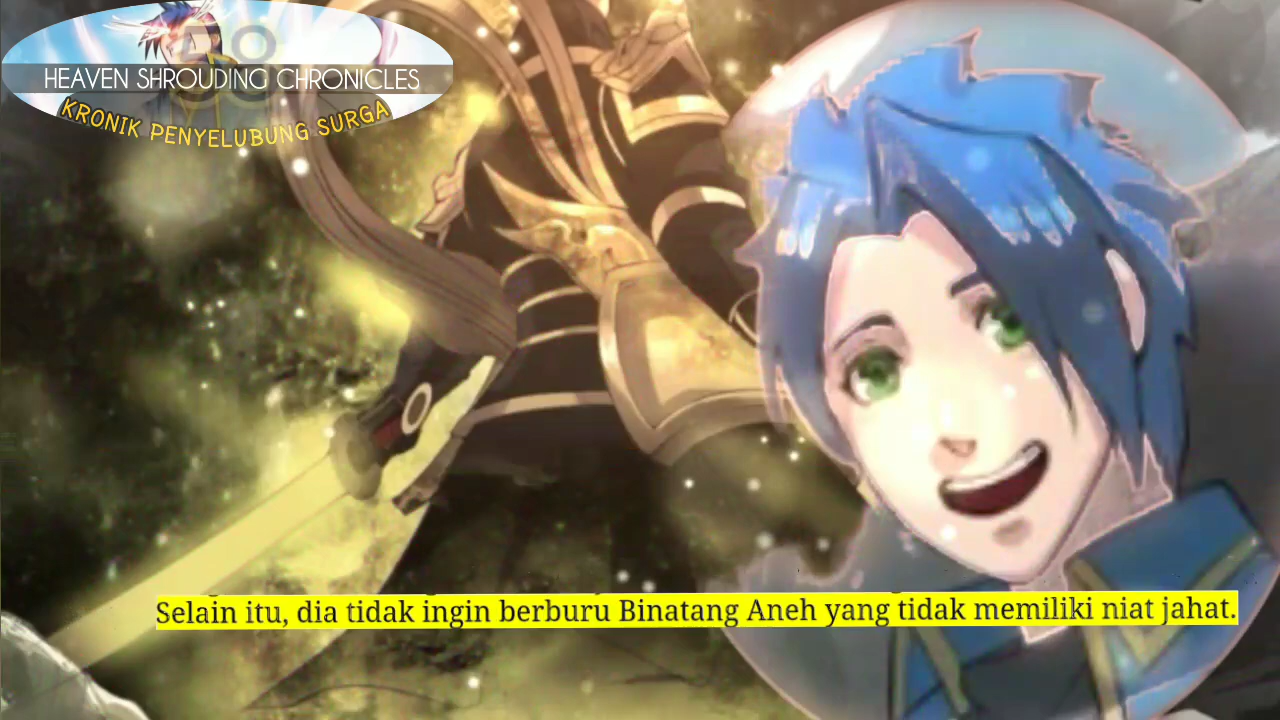 HEAVEN SHROUDING CHRONICLES
KRONIK PENYELUBUNG SURGA
Selain itu, dia tidak ingin berburu Binatang Aneh yang tidak memiliki niat jahat.